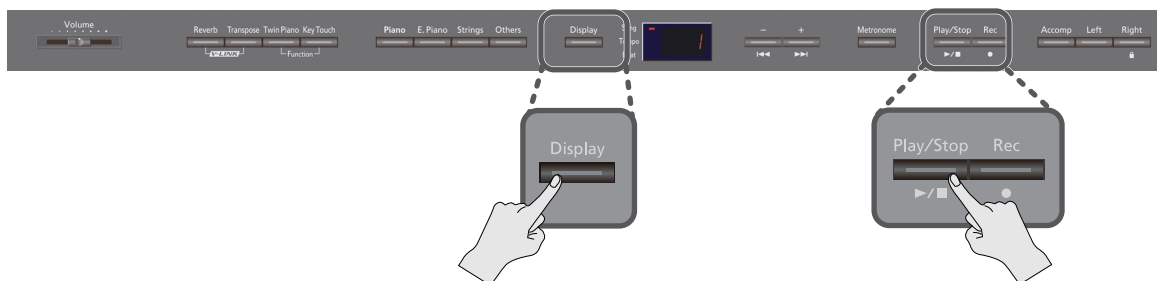 Volume
Reverb Transpose Twin Piano Key Touch
V-LINK Function
Piano E. Piano Strings Others
Display
Tempo
1
− +
Metronome
Play/Stop Rec
Accomp Left Right
Display
Play/Stop Rec